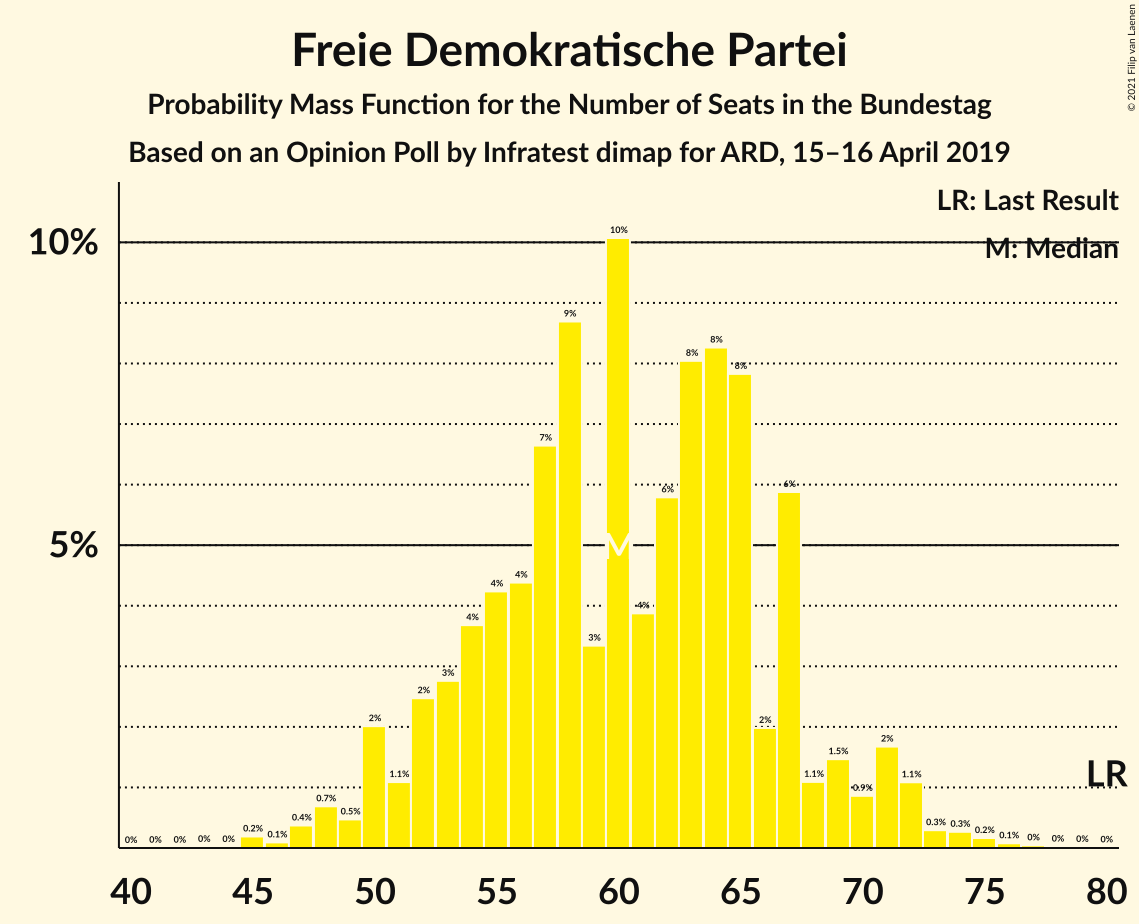 Freie Demokratische Partei
Probability Mass Function for the Number of Seats in the Bundestag
Based on an Opinion Poll by Infratest dimap for ARD, 15–16 April 2019
© 2021 Filip van Laenen
LR: Last Result
M: Median
10%
5%
0% 0% 0% 0% 0% 0.2% 0.1% 0.4% 0.7% 0.5% 2% 1.1% 2% 3% 4% 4% 4% 7% 9% 3% 10% 4% 6% 8% 8% 8% 2% 6% 1.1% 1.5% 0.9% 2% 1.1% 0.3% 0.3% 0.2% 0.1% 0% 0% 0% 0%
M
LR
40 45 50 55 60 65 70 75 80